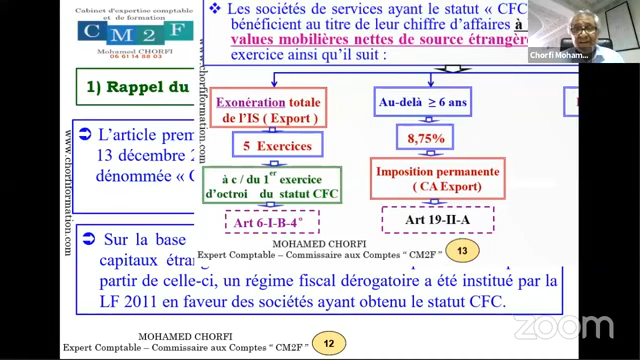 Cabinet d'expertise comptable
et de formation
C M 2 F
Mohamed CHORFI
06 61 14 88 03
1) Rappel du
L'article prem
13 décembre 2
dénommée « C
www.chorfiformation.com
Sur la base
capitaux étrang
partir de celle-ci, un régime fiscal dérogatoire a été institué par la
LF 2011 en faveur des sociétés ayant obtenu le statut CFC.
MOHAMED CHORFI
Expert Comptable – Commissaire aux Comptes " CM2F "
12
Les sociétés de services ayant le statut « CFC
bénéficient au titre de leur chiffre d'affaires à
values mobilières nettes de source étrangère
exercice ainsi qu'il suit :
www.chorfiformation.com
Exonération totale
de l'IS ( Export )
5 Exercices
à c / du 1er exercice
d'octroi du statut CFC
Art 6-I-B-4°
Au-delà ≥ 6 ans
8,75%
Imposition permanente
( CA Export)
Art 19-II-A
MOHAMED CHORFI
Expert Comptable – Commissaire aux Comptes " CM2F "
13
Chorfi Moham...
zoom